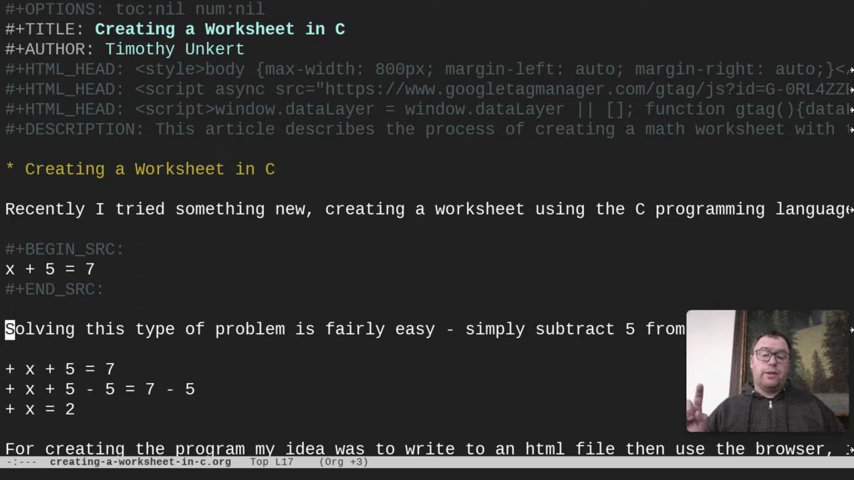 #+OPTIONS: toc:nil num:nil
#+TITLE: Creating a Worksheet in C
#+AUTHOR: Timothy Unkert
#+HTML_HEAD: <style>body {max-width: 800px; margin-left: auto; margin-right: auto;}</
#+HTML_HEAD: <script async src="https://www.googletagmanager.com/gtag/js?id=G-0RL4ZZ
#+HTML_HEAD: <script>window.dataLayer = window.dataLayer || []; function gtag(){data
#+DESCRIPTION: This article describes the process of creating a math worksheet with
* Creating a Worksheet in C
Recently I tried something new, creating a worksheet using the C programming language
#+BEGIN_SRC:
x + 5 = 7
#+END_SRC:
Solving this type of problem is fairly easy - simply subtract 5 from
+ x + 5 = 7
+ x + 5 - 5 = 7 - 5
+ x = 2
For creating the program my idea was to write to an html file then use the browser,
-:--- creating-a-worksheet-in-c.org Top L17 (Org +3)